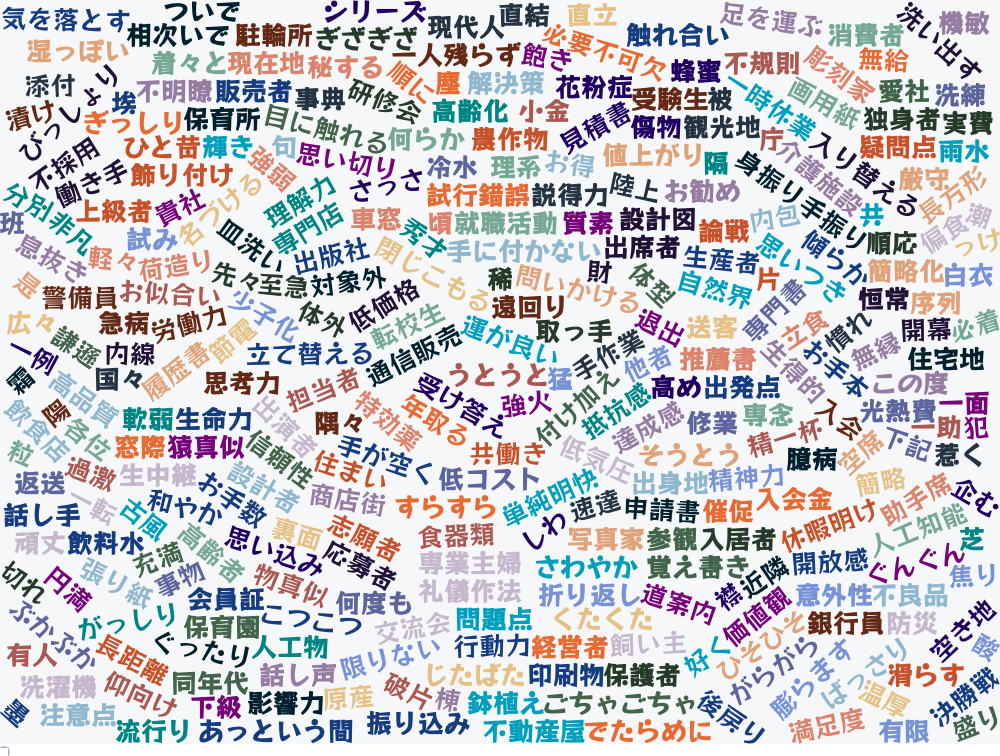 気を落とす
ついで
シリーズ
現代人
直結
直立
足を運ぶ
消費者
洗い出す
機敏
相次いで
駐輪所
ぎざぎざ
一人残らず
飽き
必要不可欠
触れ合い
湿っぽい
着々と
現在地
秘する
順に
塵
解決策
花粉症
蜂蜜
不規則
彫刻家
無給
添付
びっしょり
埃
不明瞭
販売者
事典
研修会
高齢化
小金
見積書
受験生
被
一時休業
画用紙
愛社
洗練
漬け
ぎっしり
保育所
目に触れる
何らか
農作物
傷物
観光地
庁
独身者
実費
不採用
ひと苔
輝き
句
思い切り
冷水
理系
お得
値上がり
隔
介護施設
入り替える
疑問点
雨水
働き手
飾り付け
強弱
さっさ
試行錯誤
説得力
陸上
お勧め
身振り手振り
厳守
長方形
分別
非凡
上級者
貴社
名づける
理解力
専門店
車窓
頃
就職活動
質素
設計図
論戦
内包
井
偏食
潮
班
試み
皿洗い
出版社
秀才
手に付かない
出席者
生産者
思いつき
傾らか
順応
っけ
息抜き
軽々
荷造り
先々
至急
対象外
閉じこもる
稀
問いかける
財
体型
自然界
片
専門書
簡略化
白衣
是
警備員
お似合い
少子化
体外
低価格
遠回り
退出
送客
立食
慣れ
恒常
序列
広々
謙遜
急病
労働力
節電
転校生
運が良い
取っ手
手作業
他者
推薦書
生得的
お手本
無縁
開幕
必着
一例
内線
履歴書
立て替える
通信販売
うとうと
猛
住宅地
霜
高品質
国々
思考力
担当者
受け答え
強火
付け加え
抵抗感
高め
出発点
この度
飲食店
陽
各位
軟弱
生命力
出演者
隅々
特効薬
年取る
達成感
修業
専念
入会
光熱費
一面
一助
犯
粒
過激
窓際
猿真似
信頼性
手が空く
共働き
低気圧
そうとう
精一杯
臆病
空席
下記
惹く
返送
生中継
設計者
住まい
低コスト
単純明快
出身地
精神力
簡略
企む
話し手
一転
古風
和やか
お手数
商店街
すらすら
しわ
速達
申請書
催促
入会金
助手席
頑丈
飲料水
充満
高齢者
思い込み
裏面
志願者
応募者
食器類
写真家
参観
入居者
休暇明け
人工知能
芝
切れ
円満
張り紙
事物
物真似
専業主婦
さわやか
覚え書き
襟
近隣
開放感
ぐんぐん
焦り
ぶかぶか
がっしり
会員証
こつこつ
何度も
礼儀作法
折り返し
道案内
価値観
意外性
不良品
有人
長距離
ぐったり
保育園
人工物
交流会
問題点
くたくた
好く
ひそひそ
銀行員
防災
空き地
酸
洗濯機
仰向け
同年代
話し声
限りない
行動力
経営者
飼い主
がらがら
膨らます
ばっさり
滑らす
墨
注意点
下級
影響力
原産
破片
棟
じたばた
印刷物
保護者
鉢植え
ごちゃごちゃ
後戻り
温厚
決勝戦
流行り
あっという間
振り込み
不動産屋
でたらめに
満足度
有限
盛り